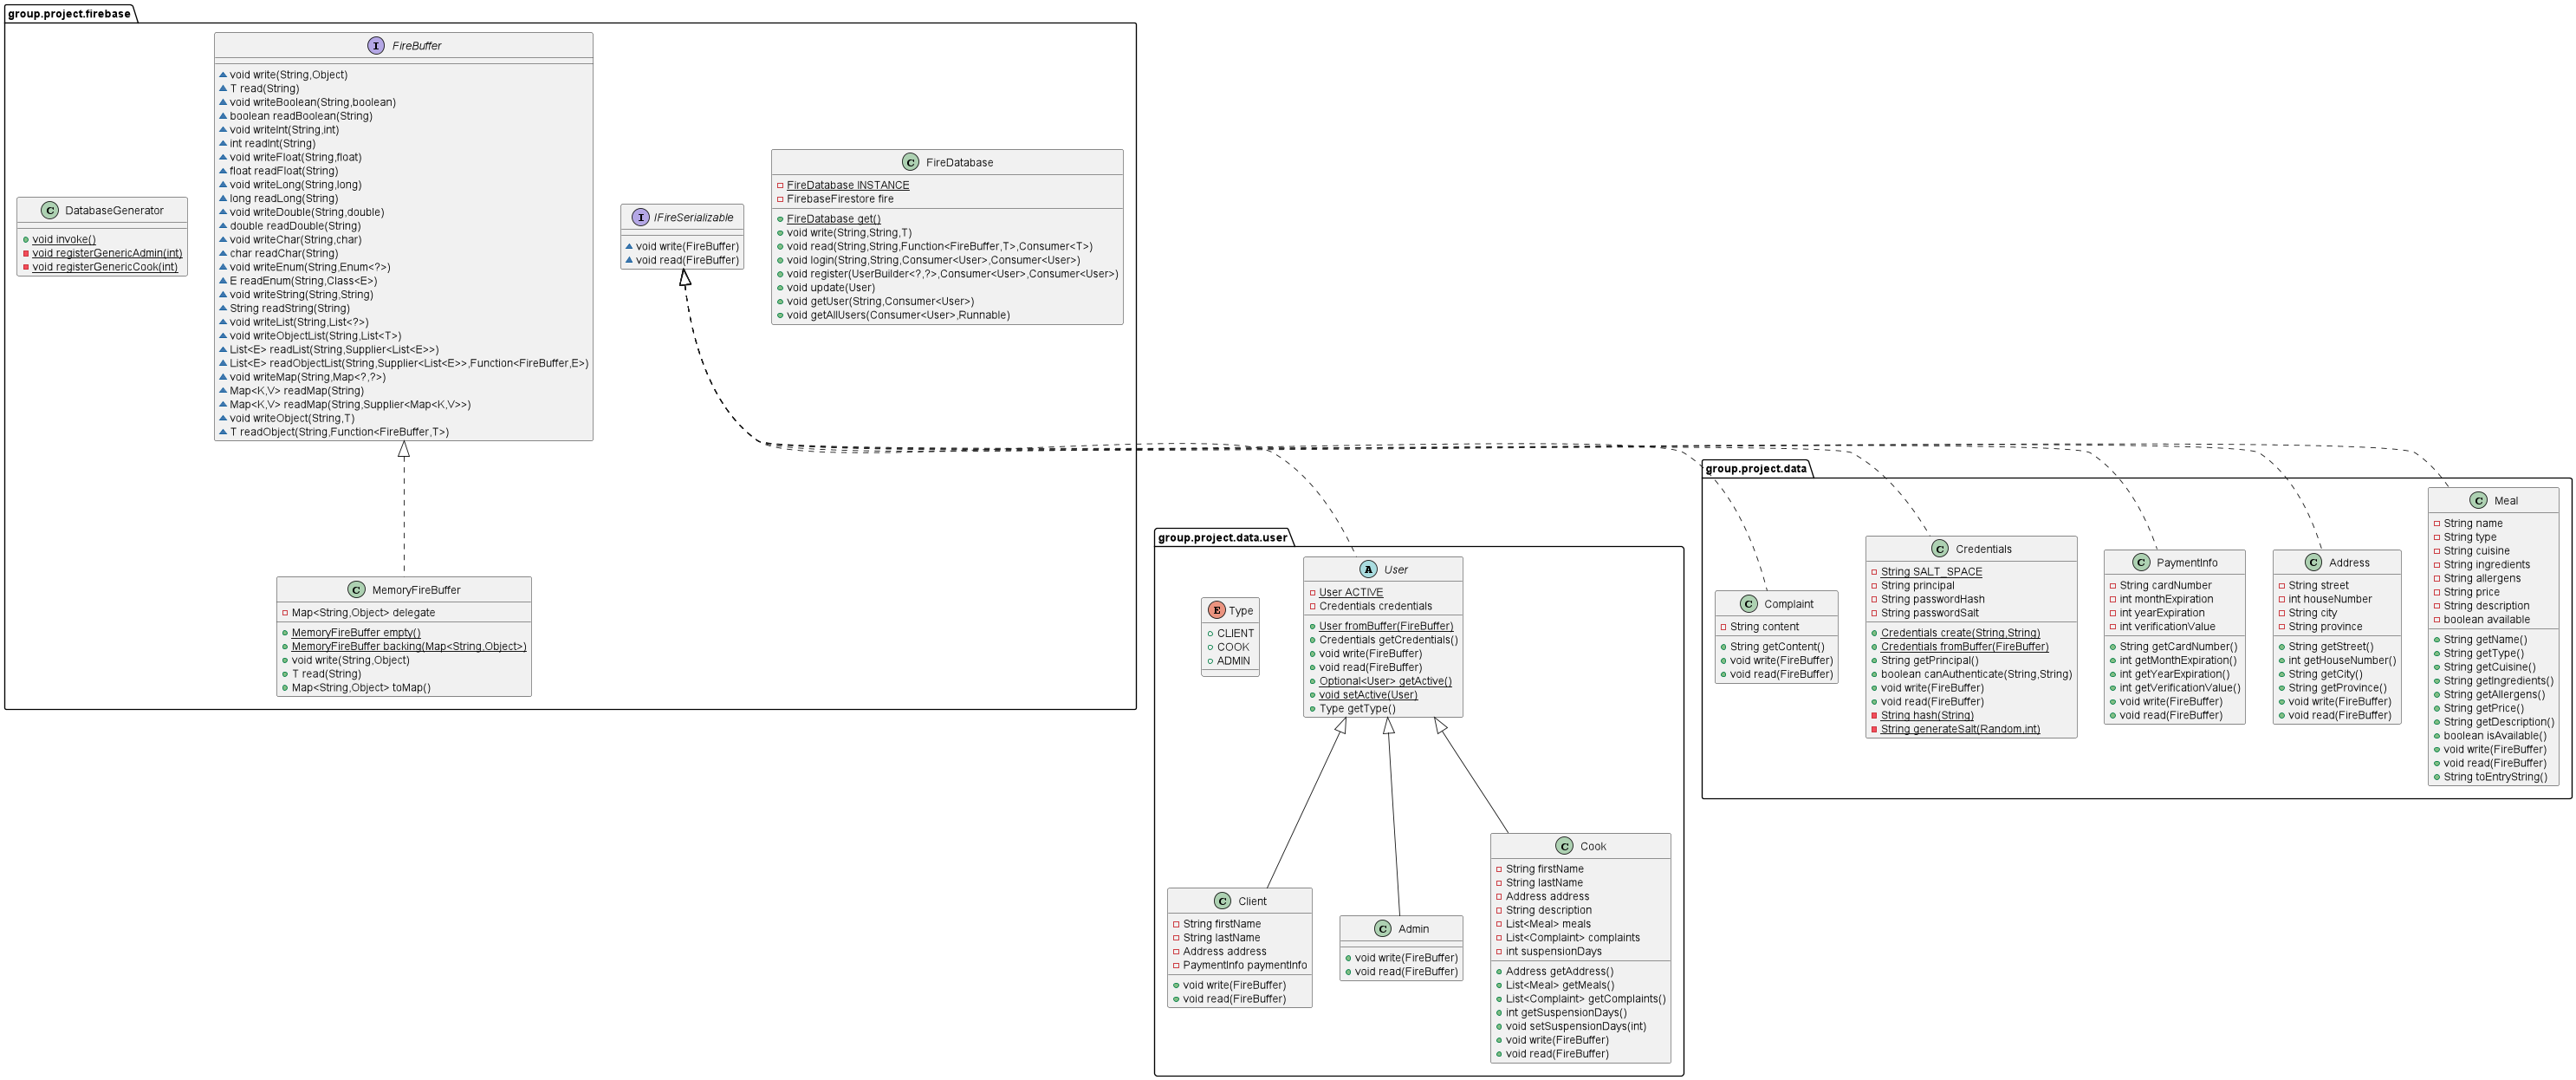 group.project.firebase
I FireBuffer
void write(String,Object)
T read(String)
void writeBoolean(String,boolean)
boolean readBoolean(String)
void writeInt(String,int)
int readInt(String)
void writeFloat(String,float)
float readFloat(String)
void writeLong(String,long)
long readLong(String)
void writeDouble(String,double)
double readDouble(String)
void writeChar(String,char)
char readChar(String)
void writeEnum(String,Enum<?>)
E readEnum(String,Class<E>)
void writeString(String,String)
String readString(String)
void writeList(String,List<?>)
void writeObjectList(String,List<T>)
List<E> readList(String,Supplier<List<E>>)
List<E> readObjectList(String,Supplier<List<E>>,Function<FireBuffer,E>)
void writeMap(String,Map<?,?>)
Map<K,V> readMap(String)
Map<K,V> readMap(String,Supplier<Map<K,V>>)
void writeObject(String,T)
T readObject(String,Function<FireBuffer,T>)
C DatabaseGenerator
void invoke()
void registerGenericAdmin(int)
void registerGenericCook(int)
I IFireSerializable
void write(FireBuffer)
void read(FireBuffer)
C FireDatabase
FireDatabase INSTANCE
FirebaseFirestore fire
FireDatabase get()
void write(String,String,T)
void read(String,String,Function<FireBuffer,T>,Consumer<T>)
void login(String,String,Consumer<User>,Consumer<User>)
void register(UserBuilder<?,?>,Consumer<User>,Consumer<User>)
void update(User)
void getUser(String,Consumer<User>)
void getAllUsers(Consumer<User>,Runnable)
C MemoryFireBuffer
Map<String,Object> delegate
MemoryFireBuffer empty()
MemoryFireBuffer backing(Map<String,Object>)
void write(String,Object)
T read(String)
Map<String,Object> toMap()
group.project.data.user
E Type
CLIENT
COOK
ADMIN
A User
User ACTIVE
Credentials credentials
User fromBuffer(FireBuffer)
Credentials getCredentials()
void write(FireBuffer)
void read(FireBuffer)
Optional<User> getActive()
void setActive(User)
Type getType()
C Client
String firstName
String lastName
Address address
PaymentInfo paymentInfo
void write(FireBuffer)
void read(FireBuffer)
C Admin
void write(FireBuffer)
void read(FireBuffer)
C Cook
String firstName
String lastName
Address address
String description
List<Meal> meals
List<Complaint> complaints
int suspensionDays
Address getAddress()
List<Meal> getMeals()
List<Complaint> getComplaints()
int getSuspensionDays()
void setSuspensionDays(int)
void write(FireBuffer)
void read(FireBuffer)
group.project.data
C Complaint
String content
String getContent()
void write(FireBuffer)
void read(FireBuffer)
C Credentials
String SALT_SPACE
String principal
String passwordHash
String passwordSalt
Credentials create(String,String)
Credentials fromBuffer(FireBuffer)
String getPrincipal()
boolean canAuthenticate(String,String)
void write(FireBuffer)
void read(FireBuffer)
String hash(String)
String generateSalt(Random,int)
C PaymentInfo
String cardNumber
int monthExpiration
int yearExpiration
int verificationValue
String getCardNumber()
int getMonthExpiration()
int getYearExpiration()
int getVerificationValue()
void write(FireBuffer)
void read(FireBuffer)
C Address
String street
int houseNumber
String city
String province
String getStreet()
int getHouseNumber()
String getCity()
String getProvince()
void write(FireBuffer)
void read(FireBuffer)
C Meal
String name
String type
String cuisine
String ingredients
String allergens
String price
String description
boolean available
String getName()
String getType()
String getCuisine()
String getIngredients()
String getAllergens()
String getPrice()
String getDescription()
boolean isAvailable()
void write(FireBuffer)
void read(FireBuffer)
String toEntryString()